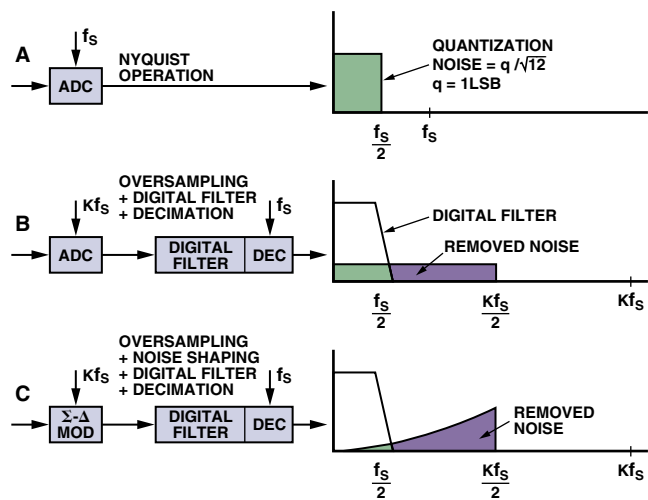 A
fS
ADC
NYQUIST
OPERATION
QUANTIZATION
NOISE = q /√12
q = 1LSB
fS
2
fS
B
KfS
OVERSAMPLING
+ DIGITAL FILTER
+ DECIMATION
fS
ADC
DIGITAL
FILTER
DEC
DIGITAL FILTER
REMOVED NOISE
fS
2
KfS
2
KfS
C
KfS
OVERSAMPLING
+ NOISE SHAPING
+ DIGITAL FILTER
+ DECIMATION
fS
Σ-Δ
MOD
DIGITAL
FILTER
DEC
REMOVED
NOISE
fS
2
KfS
2
KfS